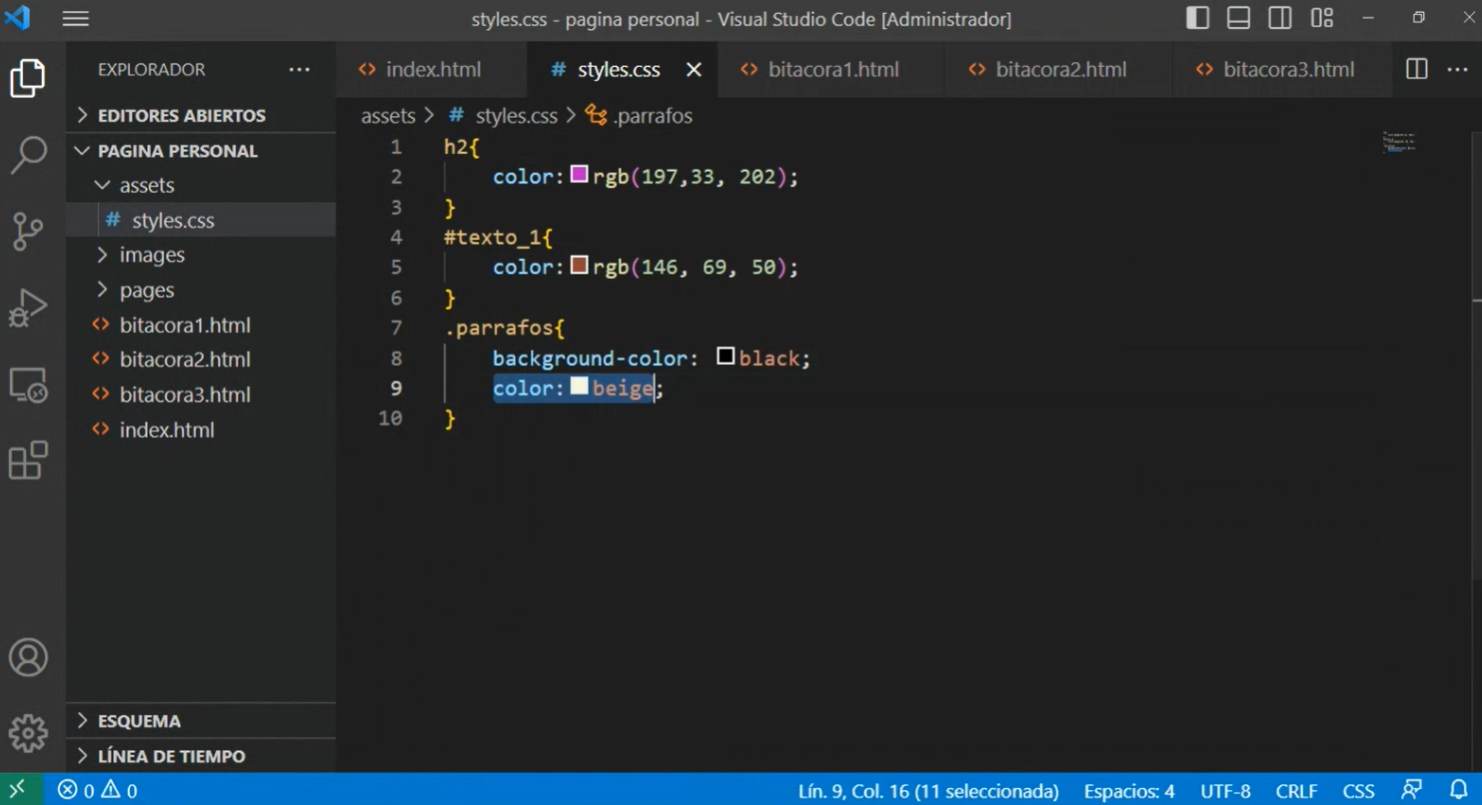 styles.css - pagina personal - Visual Studio Code [Administrador]
EXPLORADOR
EDITORES ABIERTOS
PAGINA PERSONAL
assets
# styles.css
images
pages
<> bitacora1.html
<> bitacora2.html
<> bitacora3.html
<> index.html
ESQUEMA
LÍNEA DE TIEMPO
<> index.html # styles.css <> bitacora1.html <> bitacora2.html <> bitacora3.html
assets > # styles.css > .parrafos
1 h2{
2 color:rgb(197,33, 202);
3 }
4 #texto_1{
5 color:rgb(146, 69, 50);
6 }
7 .parrafos{
8 background-color: black;
9 color:beige;
10 }
0 0 Lín. 9, Col. 16 (11 seleccionada) Espacios: 4 UTF-8 CRLF CSS